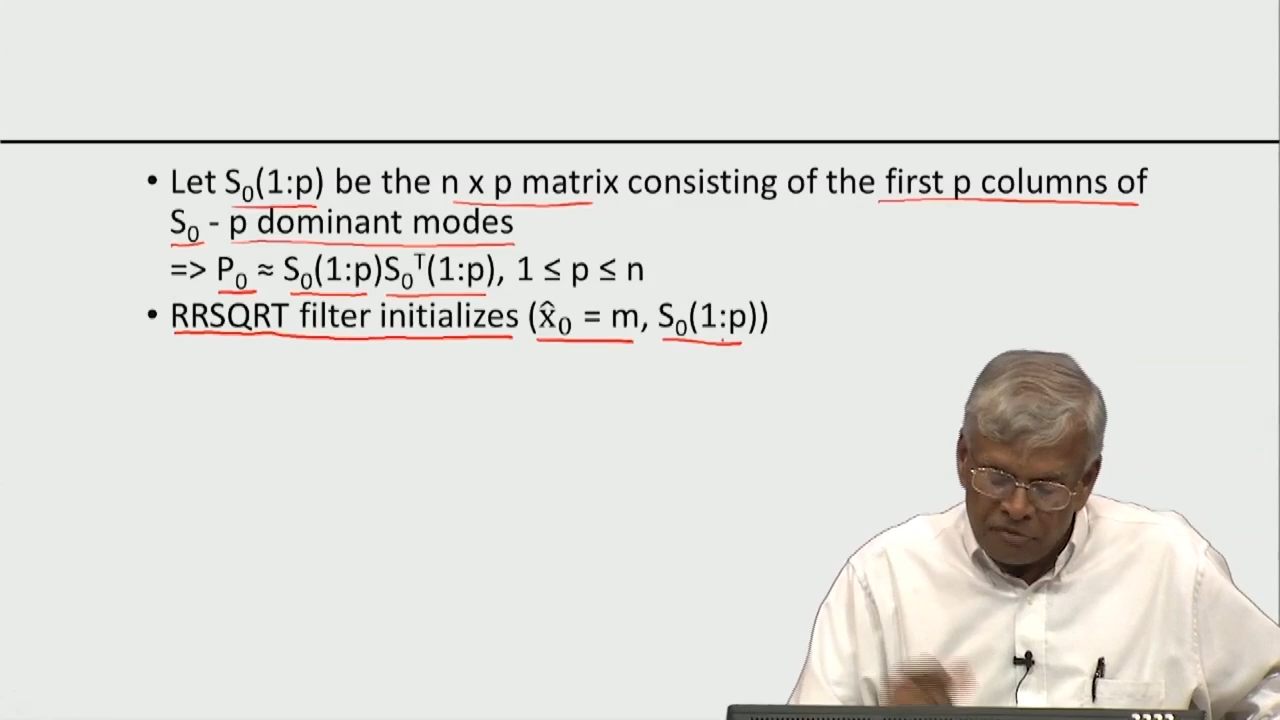 • Let S₀(1:p) be the n x p matrix consisting of the first p columns of
S₀ - p dominant modes
=> P₀ ≈ S₀(1:p)S₀ᵀ(1:p), 1 ≤ p ≤ n
• RRSQRT filter initializes (x̂₀ = m, S₀(1:p))